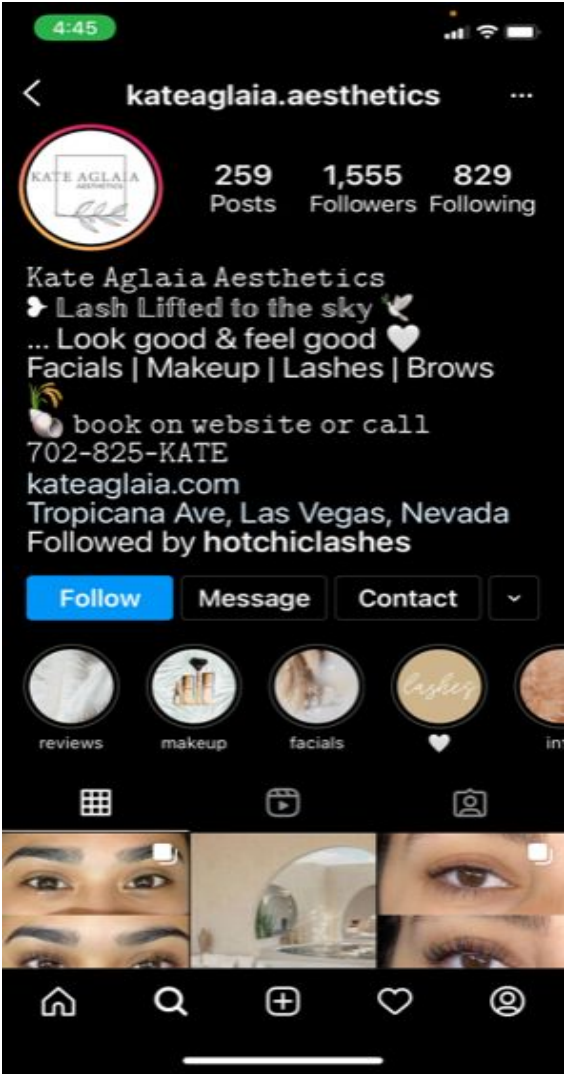 4:45
kateaglaia.aesthetics
KATE AGLAIA
AESTHETICS
259 1,555 829
Posts Followers Following
Kate Aglaia Aesthetics
❥ 𝕃𝕒𝕤𝕙 𝕃𝕚𝕗𝕥𝕖𝕕 𝕥𝕠 𝕥𝕙𝕖 𝕤𝕜𝕪 🕊
... Look good & feel good 🤍
Facials | Makeup | Lashes | Brows
🌾
🐚 book on website or call
702-825-KATE
kateaglaia.com
Tropicana Ave, Las Vegas, Nevada
Followed by hotchiclashes
Follow Message Contact
lashes
reviews makeup facials 🤍